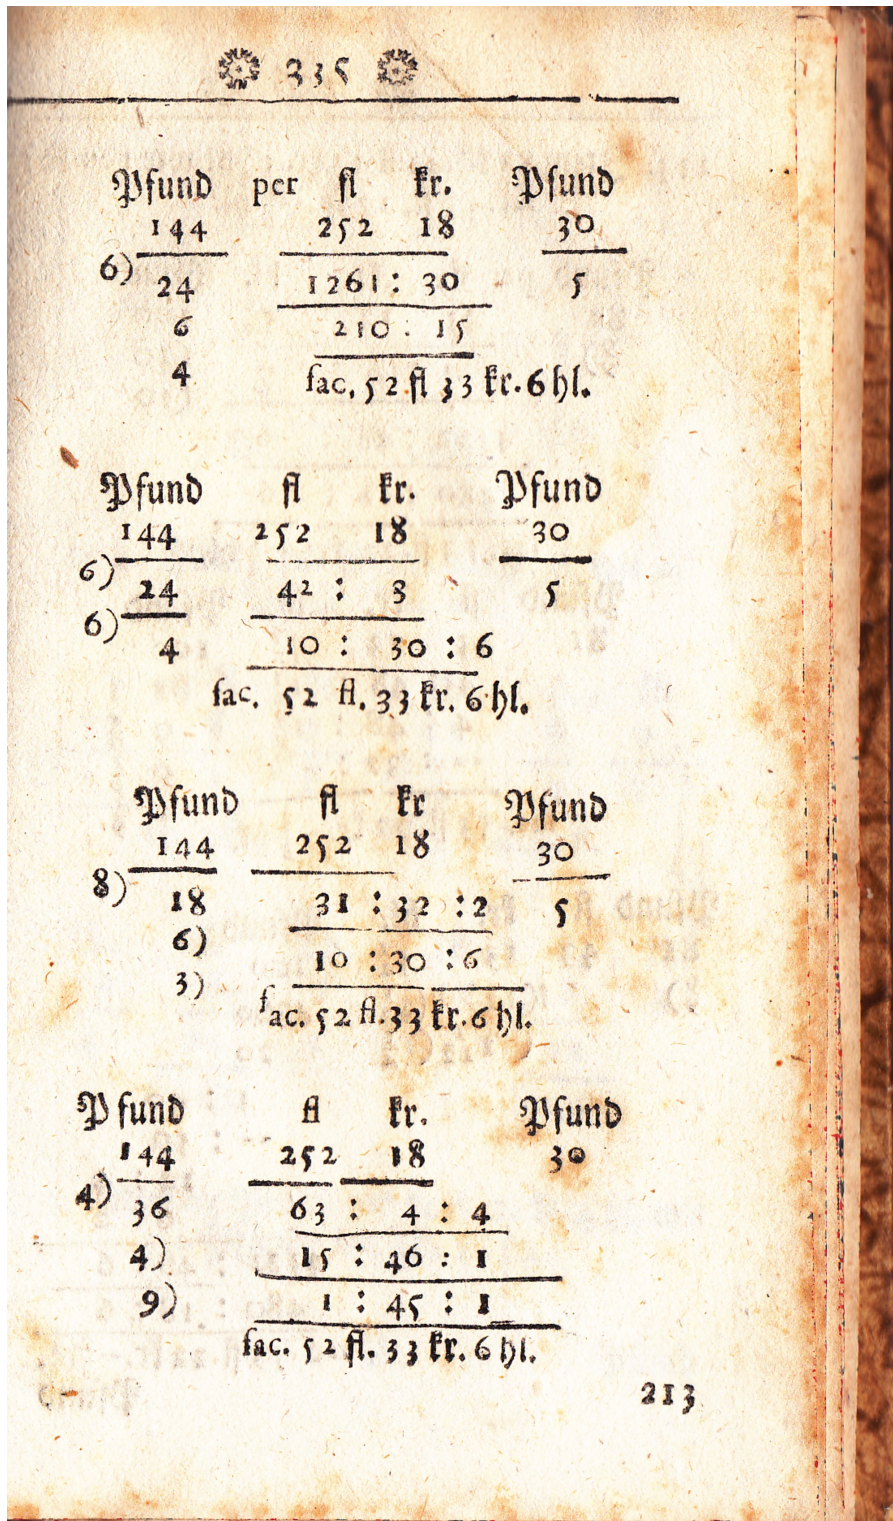 335
Pfund per fl kr. Pfund
144 252 18 30
6) 24 1261 : 30 5
6 210 : 15
4 fac. 52 fl 33 kr. 6 hl.
Pfund fl kr. Pfund
144 252 18 30
6) 24 42 : 3 5
6) 4 10 : 30 : 6
fac. 52 fl. 33 kr. 6 hl.
Pfund fl kr Pfund
144 252 18 30
8) 18 31 : 32 : 2 5
6) 10 : 30 : 6
3)
fac. 52 fl. 33 kr. 6 hl.
Pfund fl kr. Pfund
144 252 18 30
4) 36 63 : 4 : 4
4) 15 : 46 : 1
9) 1 : 45 : 1
fac. 52 fl. 33 kr. 6 hl.
213